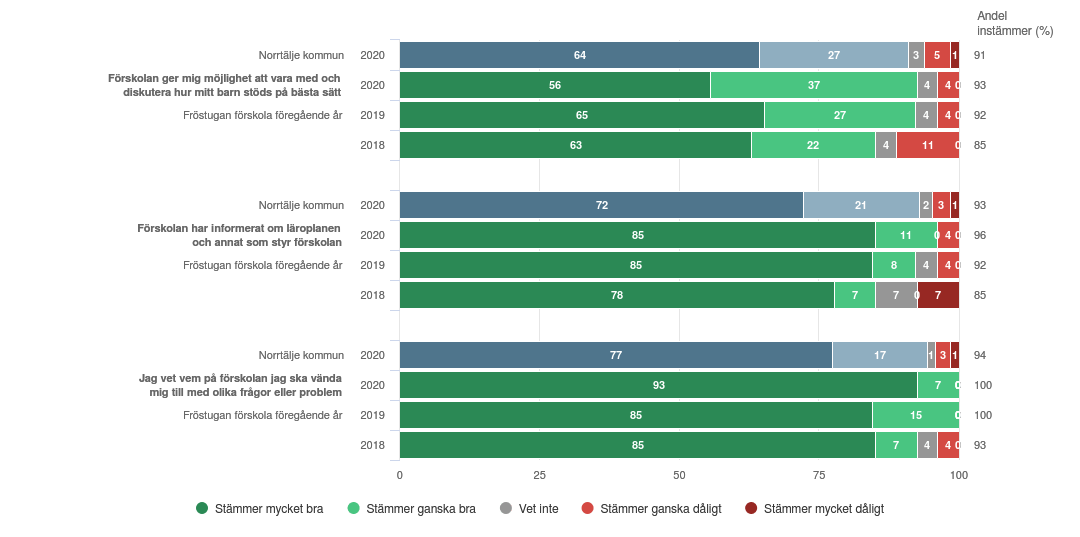 Andel
instämmer (%)
Norrtälje kommun 2020 64 27 3 5 1 91
Förskolan ger mig möjlighet att vara med och
diskutera hur mitt barn stöds på bästa sätt
2020 56 37 4 4 0 93
Fröstugan förskola föregående år 2019 65 27 4 4 0 92
2018 63 22 4 11 0 85
Norrtälje kommun 2020 72 21 2 3 1 93
Förskolan har informerat om läroplanen
och annat som styr förskolan
2020 85 11 0 4 0 96
Fröstugan förskola föregående år 2019 85 8 4 4 0 92
2018 78 7 7 0 7 85
Norrtälje kommun 2020 77 17 1 3 1 94
Jag vet vem på förskolan jag ska vända
mig till med olika frågor eller problem
2020 93 7 0 100
Fröstugan förskola föregående år 2019 85 15 0 100
2018 85 7 4 4 0 93
0 25 50 75 100
Stämmer mycket bra Stämmer ganska bra Vet inte Stämmer ganska dåligt Stämmer mycket dåligt